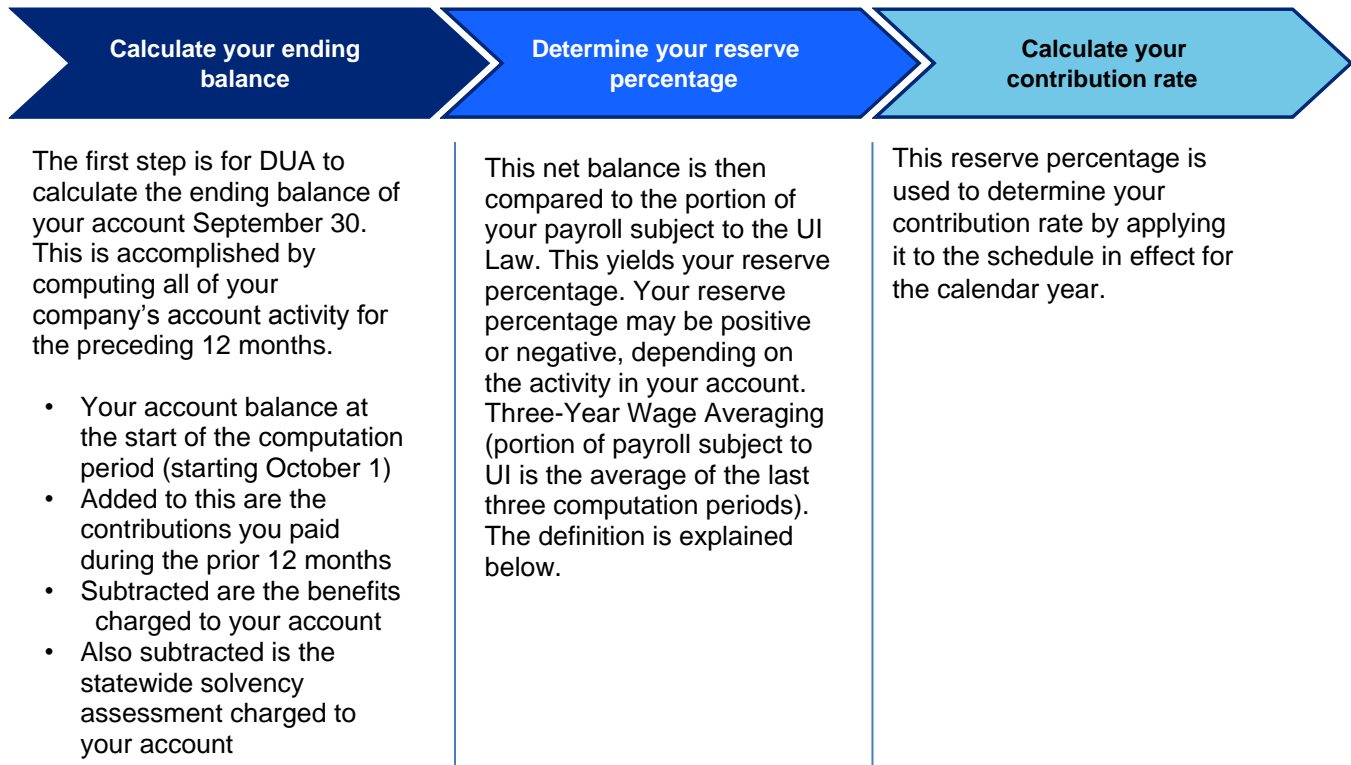 Calculate your ending
balance
Determine your reserve
percentage
Calculate your
contribution rate
The first step is for DUA to
calculate the ending balance of
your account September 30.
This is accomplished by
computing all of your
company’s account activity for
the preceding 12 months.
• Your account balance at
the start of the computation
period (starting October 1)
• Added to this are the
contributions you paid
during the prior 12 months
• Subtracted are the benefits
charged to your account
• Also subtracted is the
statewide solvency
assessment charged to
your account
This net balance is then
compared to the portion of
your payroll subject to the UI
Law. This yields your reserve
percentage. Your reserve
percentage may be positive
or negative, depending on
the activity in your account.
Three-Year Wage Averaging
(portion of payroll subject to
UI is the average of the last
three computation periods).
The definition is explained
below.
This reserve percentage is
used to determine your
contribution rate by applying
it to the schedule in effect for
the calendar year.